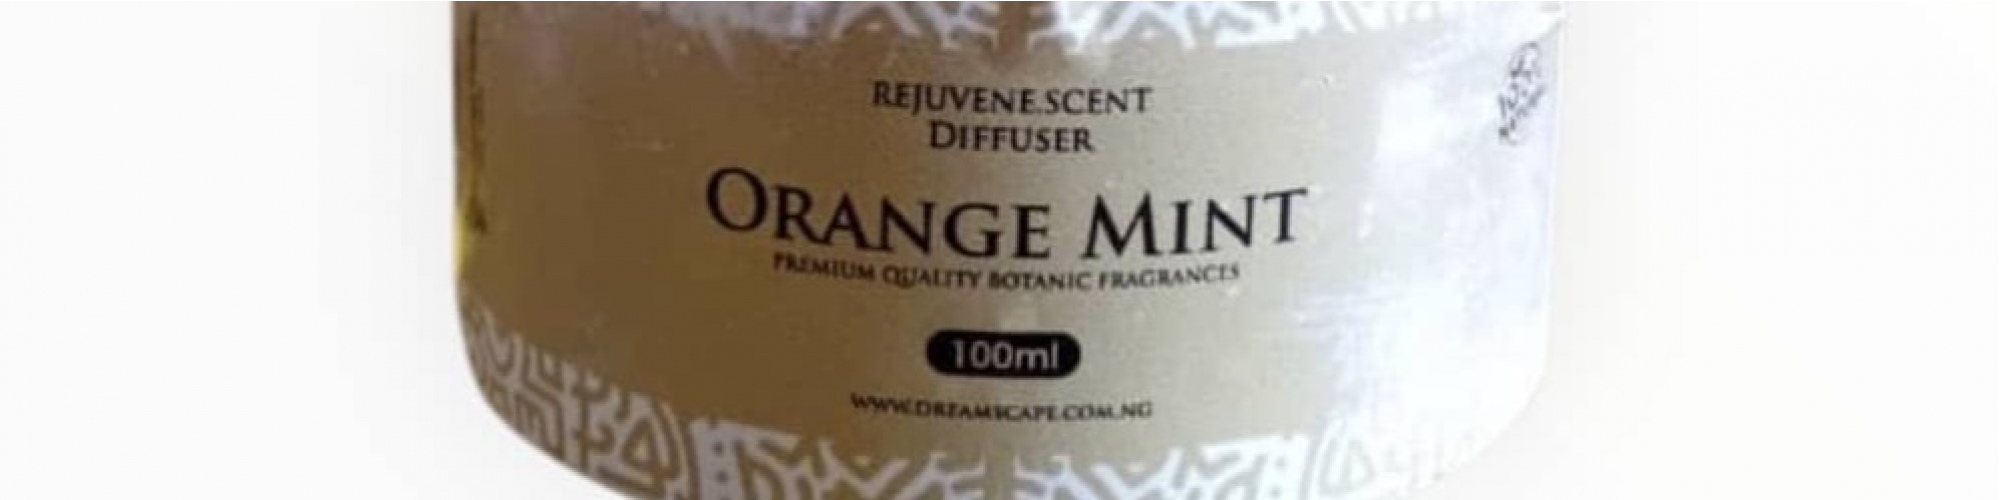 REJUVENE.SCENT
DIFFUSER
ORANGE MINT
PREMIUM QUALITY BOTANIC FRAGRANCES
100ml
WWW.DREAMSCAPE.COM.NG